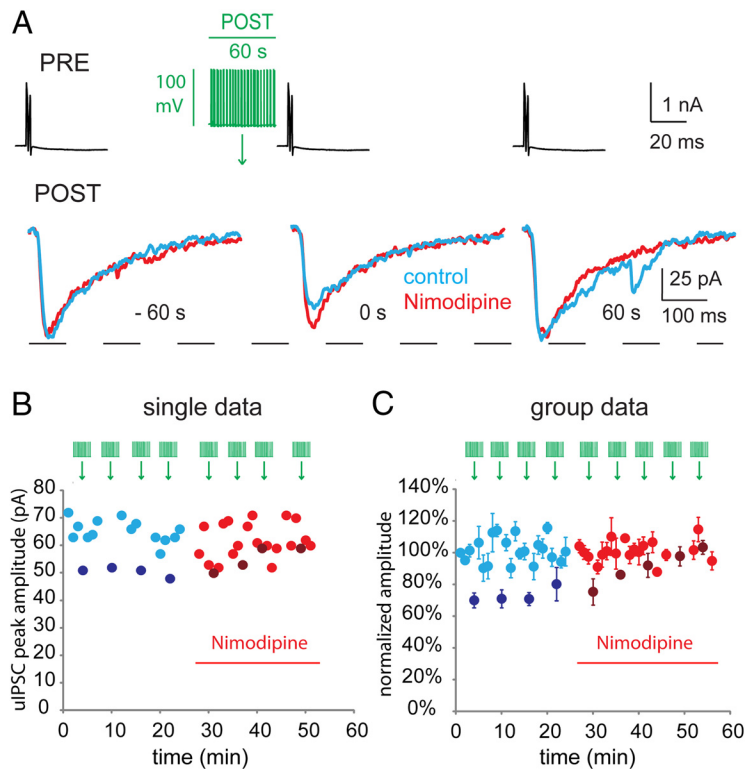 A
POST
60 s
PRE
100
mV
1 nA
20 ms
POST
control
Nimodipine
25 pA
100 ms
- 60 s
0 s
60 s
B
single data
C
group data
uIPSC peak amplitude (pA)
80
70
60
50
40
30
20
10
0
Nimodipine
0 10 20 30 40 50 60
time (min)
normalized amplitude
140%
120%
100%
80%
60%
40%
20%
0%
Nimodipine
0 10 20 30 40 50 60
time (min)